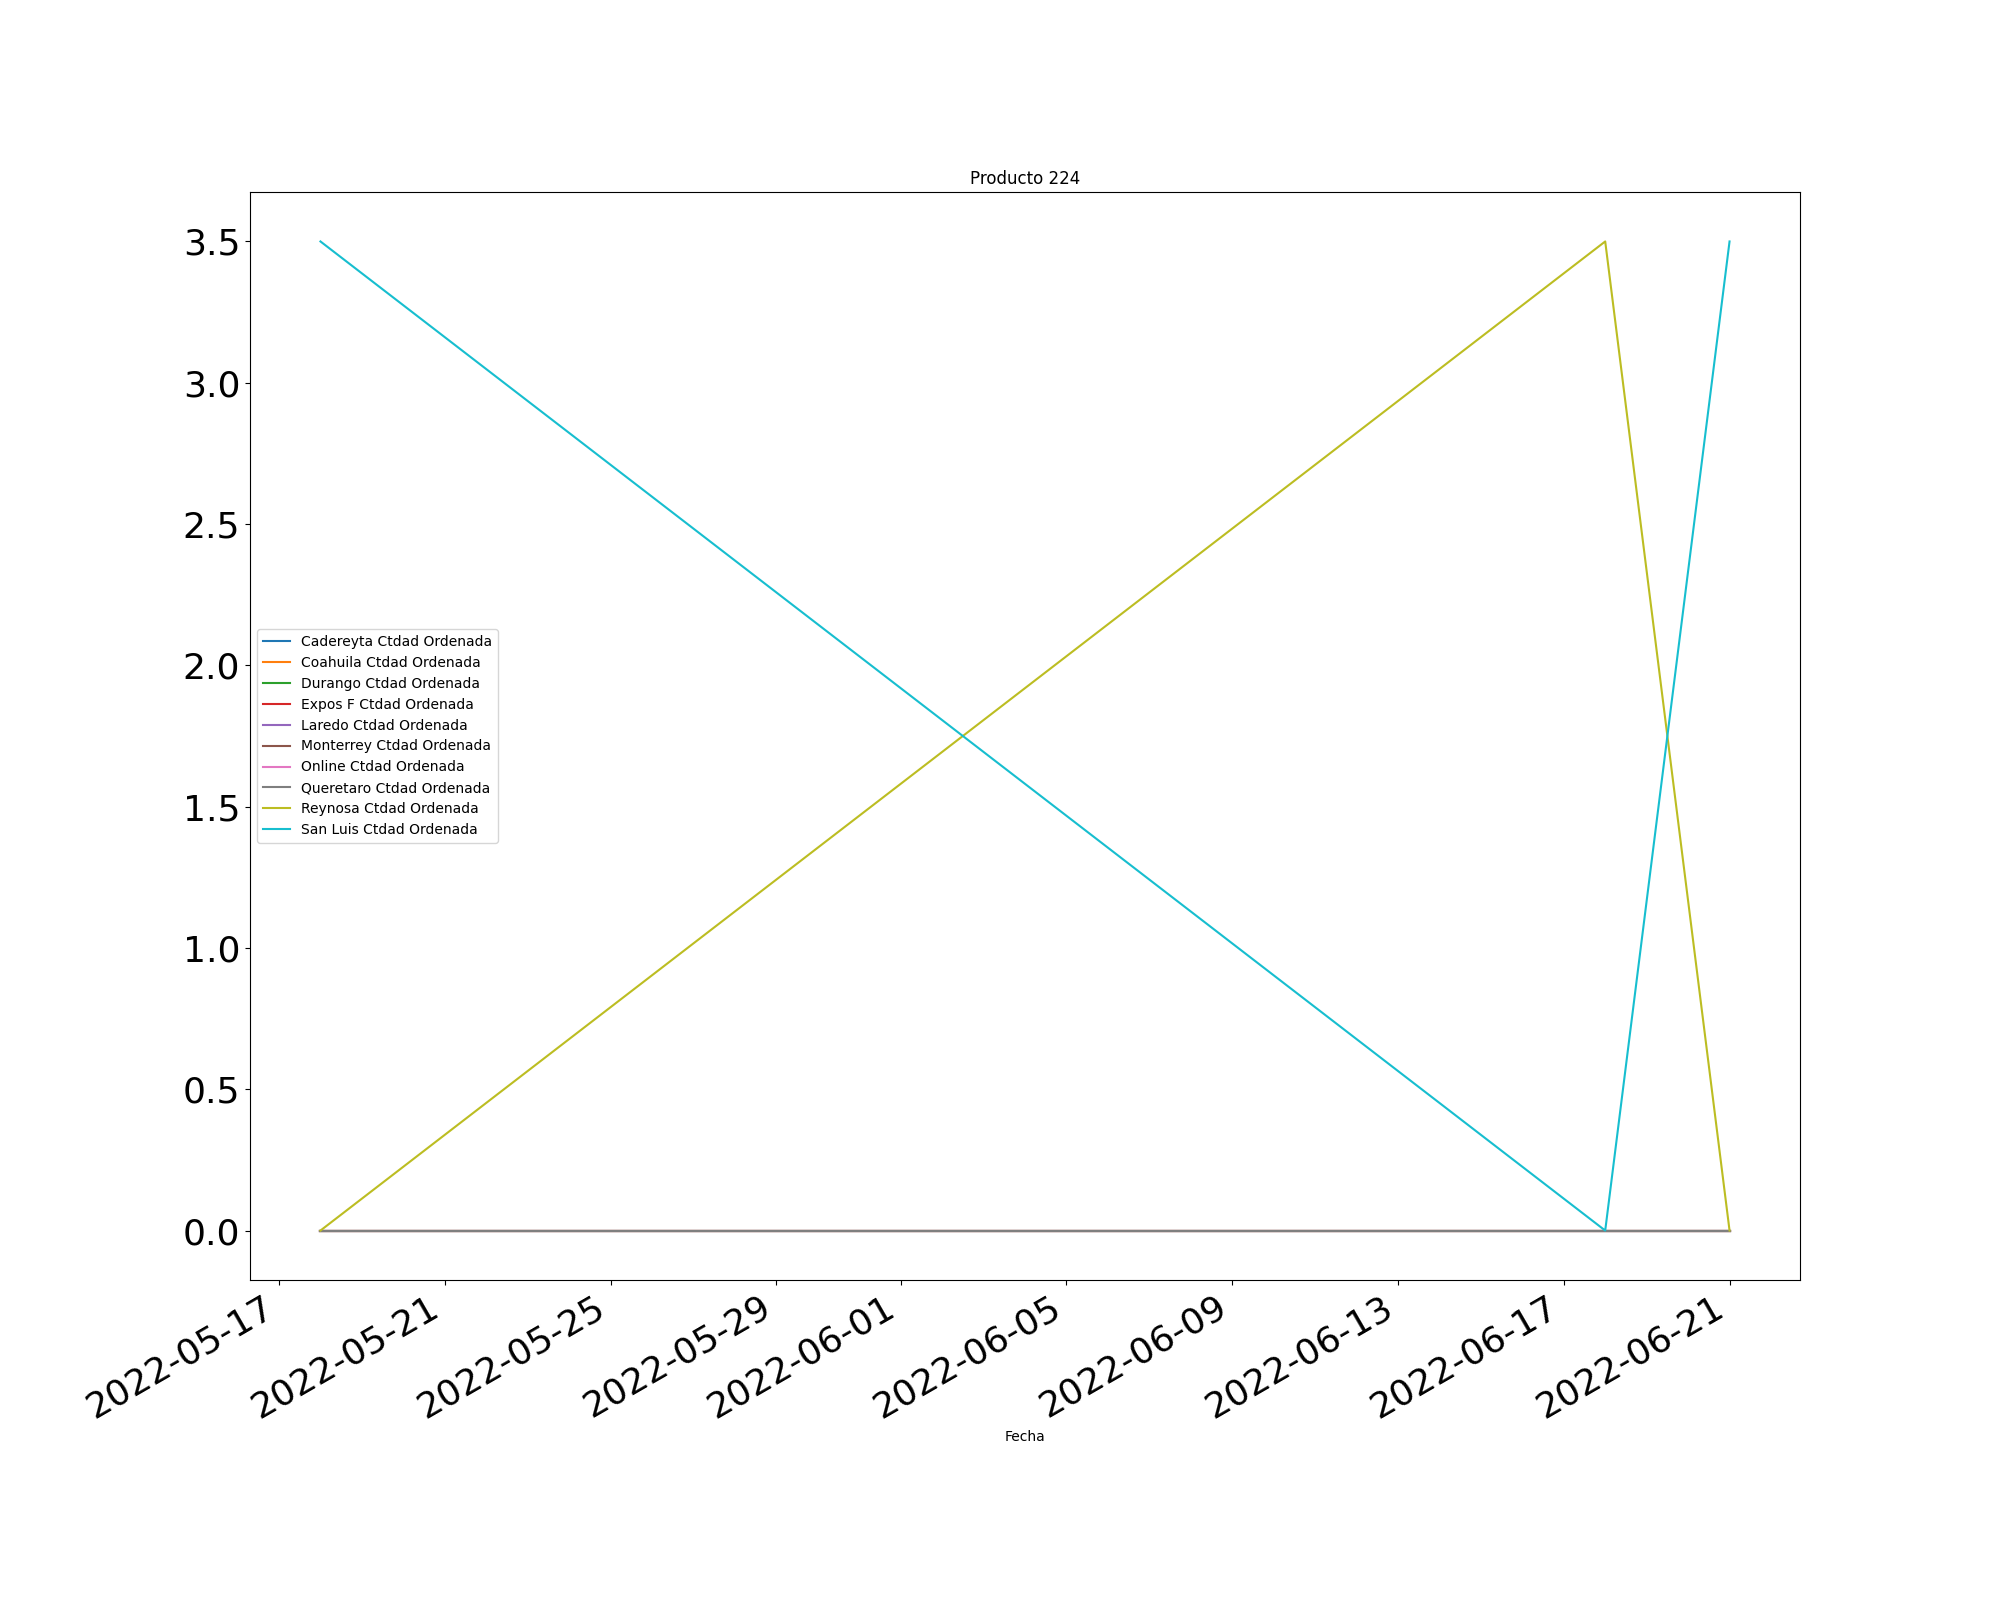 Producto 224
3.5
3.0
2.5
2.0
1.5
1.0
0.5
0.0
Cadereyta Ctdad Ordenada
Coahuila Ctdad Ordenada
Durango Ctdad Ordenada
Expos F Ctdad Ordenada
Laredo Ctdad Ordenada
Monterrey Ctdad Ordenada
Online Ctdad Ordenada
Queretaro Ctdad Ordenada
Reynosa Ctdad Ordenada
San Luis Ctdad Ordenada
2022-05-17
2022-05-21
2022-05-25
2022-05-29
2022-06-01
2022-06-05
2022-06-09
2022-06-13
2022-06-17
2022-06-21
Fecha